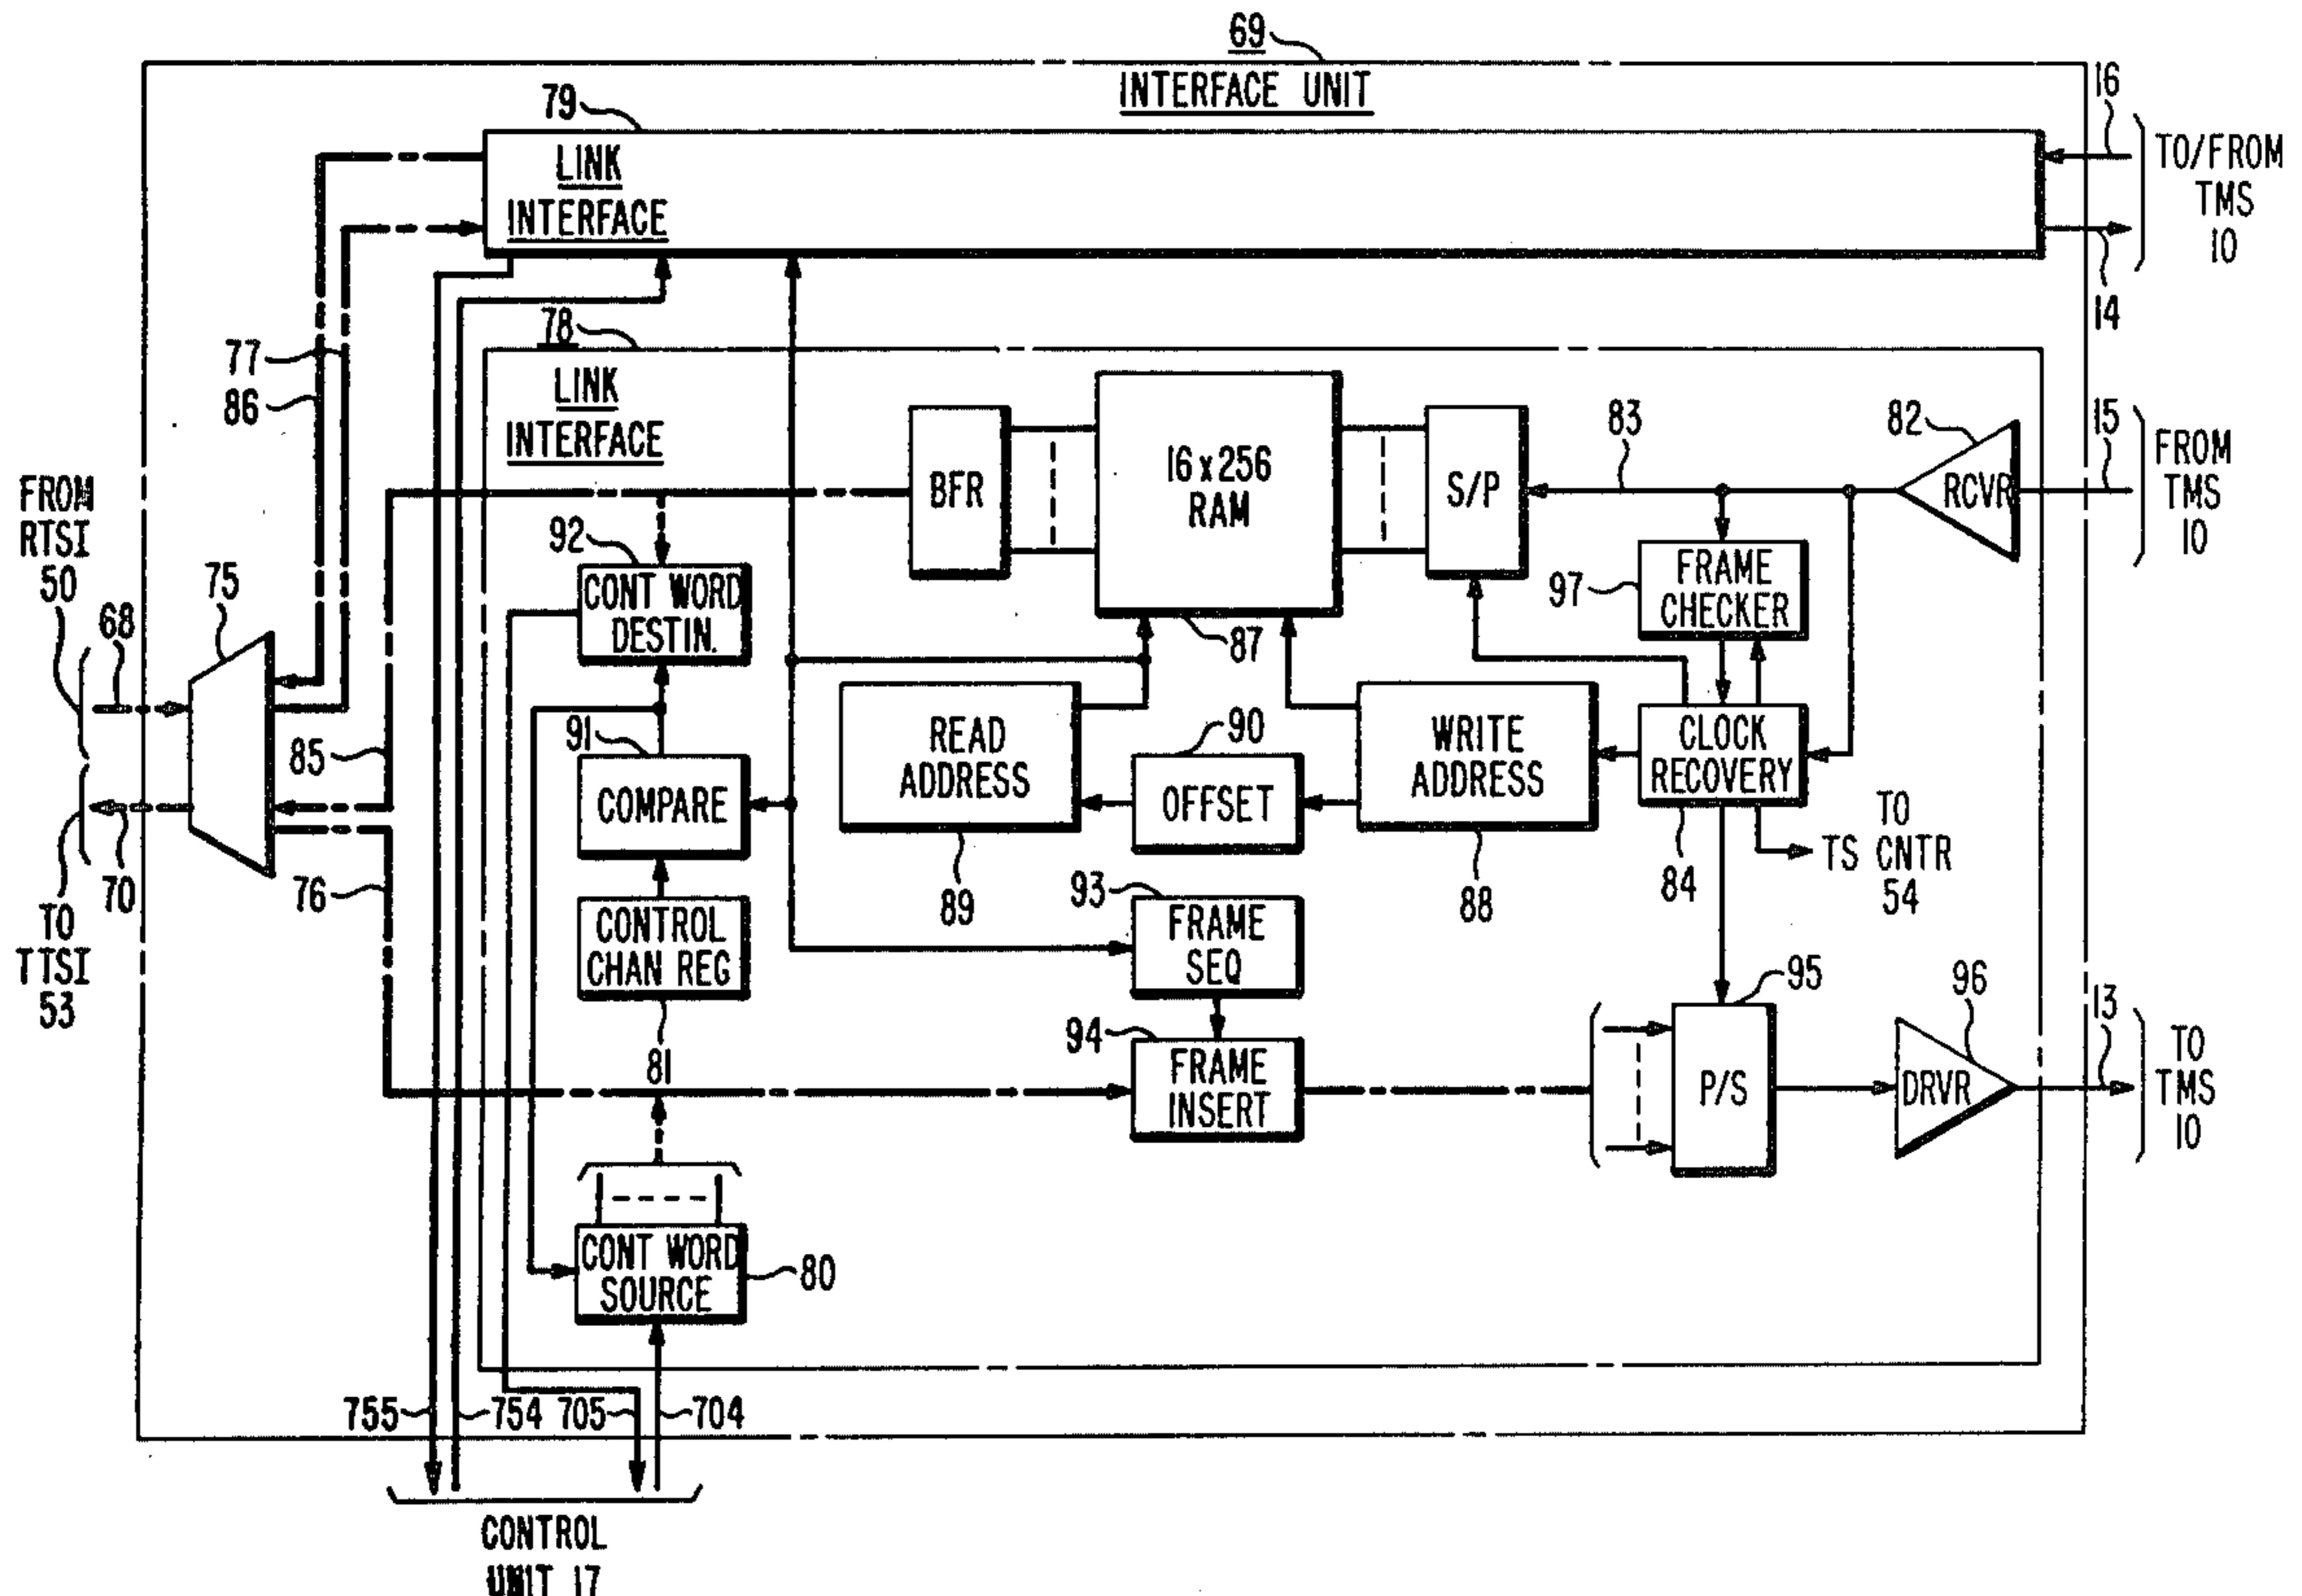 69
INTERFACE UNIT
79
LINK
INTERFACE
16
TO/FROM
TMS
10
14
77
86
78
LINK
INTERFACE
BFR
16x256
RAM
87
S/P
83
82
RCVR
15
FROM
TMS
10
FROM
RTSI
50
68
75
92
CONT WORD
DESTIN.
97
FRAME
CHECKER
85
91
COMPARE
READ
ADDRESS
89
90
OFFSET
WRITE
ADDRESS
88
CLOCK
RECOVERY
84
TO
TS CNTR
54
70
TO
TTSI
53
76
CONTROL
CHAN REG
81
93
FRAME
SEQ
94
FRAME
INSERT
95
P/S
96
DRVR
13
TO
TMS
10
CONT WORD
SOURCE
80
755
754
705
704
CONTROL
UNIT 17